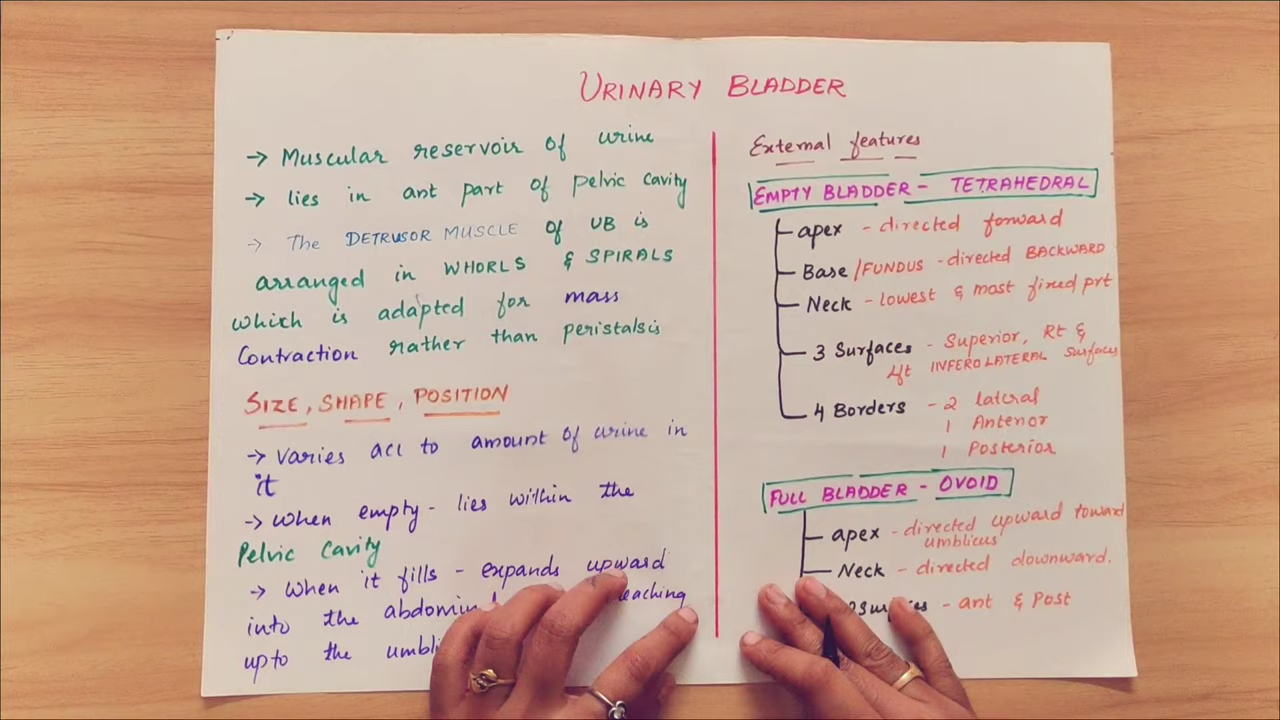 URINARY BLADDER
→ Muscular reservoir of urine
→ lies in ant part of pelvic cavity
→ The DETRUSOR MUSCLE of UB is
arranged in WHORLS & SPIRALS
which is adapted for mass
Contraction rather than peristalsis
SIZE, SHAPE, POSITION
→ Varies acc to amount of urine in
it
→ When empty - lies within the
Pelvic Cavity
→ When it fills - expands upward
into the
upto the
External features
EMPTY BLADDER - TETRAHEDRAL
apex - directed forward
Base/FUNDUS - directed BACKWARD
Neck - lowest & most fixed prt
3 Surfaces - Superior, Rt &
Lft INFEROLATERAL Surfaces
4 Borders - 2 lateral
1 Anterior
1 Posterior
FULL BLADDER - OVOID
apex - directed upward toward
umblicus
Neck - directed downward.
- ant & Post